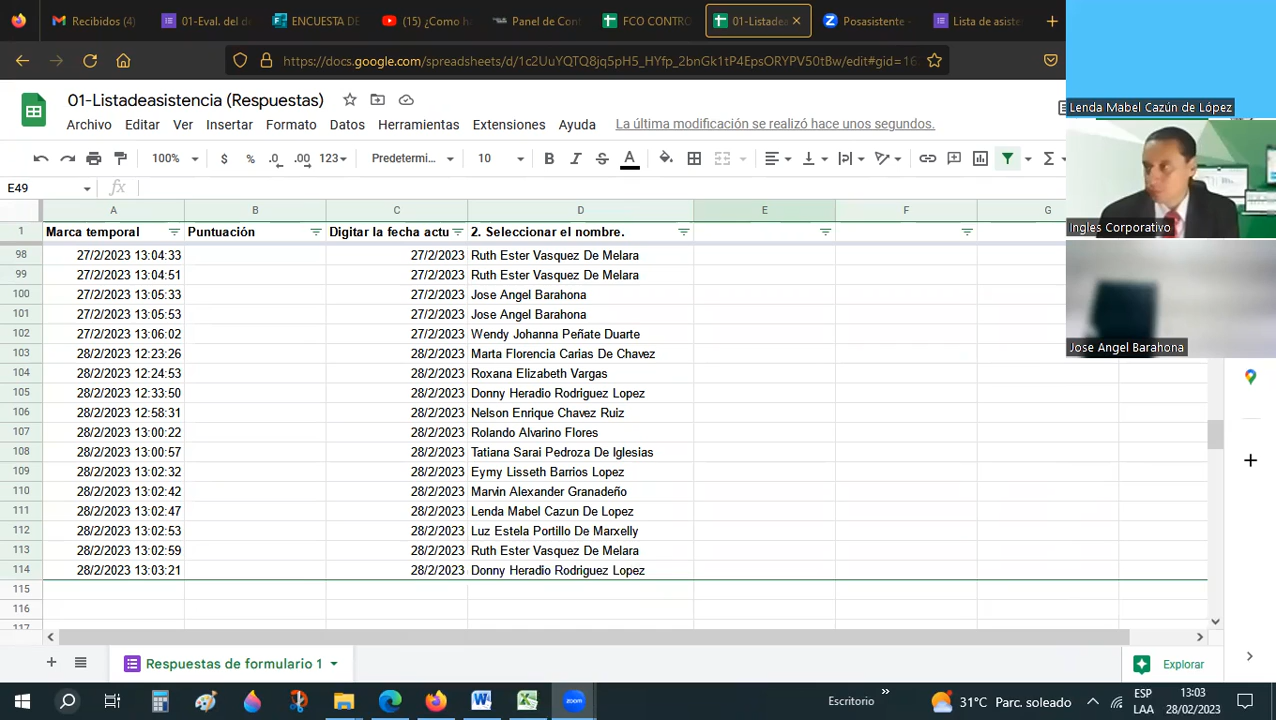 Recibidos (4)
01-Eval. del de
ENCUESTA DE
(15) ¿Como ha
Panel de Cont
FCO CONTRO
01-Listadea
Posasistente
Lista de asiste
https://docs.google.com/spreadsheets/d/1c2UuYQTQ8jq5pH5_HYfp_2bnGk1tP4EpsORYPV50tBw/edit#gid=16
Lenda Mabel Cazún de López
01-Listadeasistencia (Respuestas)
Archivo Editar Ver Insertar Formato Datos Herramientas Extensiones Ayuda La última modificación se realizó hace unos segundos.
100% $ % .0 .00 123 Predetermi... 10 B I S A
E49 fx
Ingles Corporativo
A B C D E F G
1 Marca temporal Puntuación Digitar la fecha actu 2. Seleccionar el nombre.
98 27/2/2023 13:04:33 27/2/2023 Ruth Ester Vasquez De Melara
99 27/2/2023 13:04:51 27/2/2023 Ruth Ester Vasquez De Melara
100 27/2/2023 13:05:33 27/2/2023 Jose Angel Barahona
101 27/2/2023 13:05:53 27/2/2023 Jose Angel Barahona
102 27/2/2023 13:06:02 27/2/2023 Wendy Johanna Peñate Duarte
Jose Angel Barahona
103 28/2/2023 12:23:26 28/2/2023 Marta Florencia Carias De Chavez
104 28/2/2023 12:24:53 28/2/2023 Roxana Elizabeth Vargas
105 28/2/2023 12:33:50 28/2/2023 Donny Heradio Rodriguez Lopez
106 28/2/2023 12:58:31 28/2/2023 Nelson Enrique Chavez Ruiz
107 28/2/2023 13:00:22 28/2/2023 Rolando Alvarino Flores
108 28/2/2023 13:00:57 28/2/2023 Tatiana Sarai Pedroza De Iglesias
109 28/2/2023 13:02:32 28/2/2023 Eymy Lisseth Barrios Lopez
110 28/2/2023 13:02:42 28/2/2023 Marvin Alexander Granadeño
111 28/2/2023 13:02:47 28/2/2023 Lenda Mabel Cazun De Lopez
112 28/2/2023 13:02:53 28/2/2023 Luz Estela Portillo De Marxelly
113 28/2/2023 13:02:59 28/2/2023 Ruth Ester Vasquez De Melara
114 28/2/2023 13:03:21 28/2/2023 Donny Heradio Rodriguez Lopez
115
116
117
Respuestas de formulario 1
Explorar
Escritorio
31°C Parc. soleado
ESP
LAA
13:03
28/02/2023